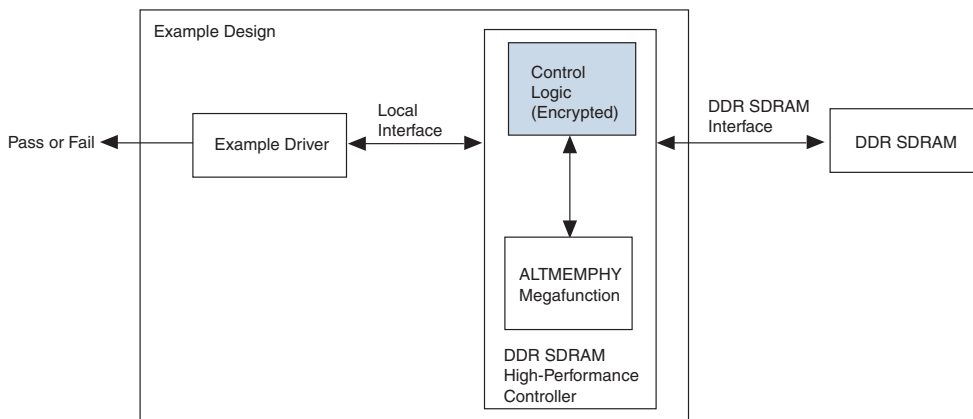 Example Design
Control
Logic
(Encrypted)
Local
Interface
DDR SDRAM
Interface
Pass or Fail
Example Driver
DDR SDRAM
ALTMEMPHY
Megafunction
DDR SDRAM
High-Performance
Controller